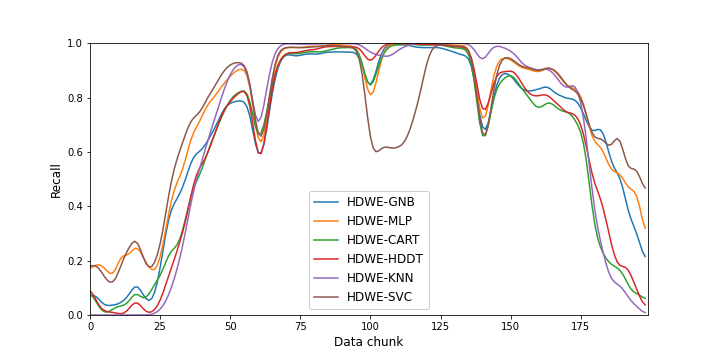 1.0
0.8
0.6
0.4
0.2
0.0
Recall
HDWE-GNB
HDWE-MLP
HDWE-CART
HDWE-HDDT
HDWE-KNN
HDWE-SVC
0 25 50 75 100 125 150 175
Data chunk